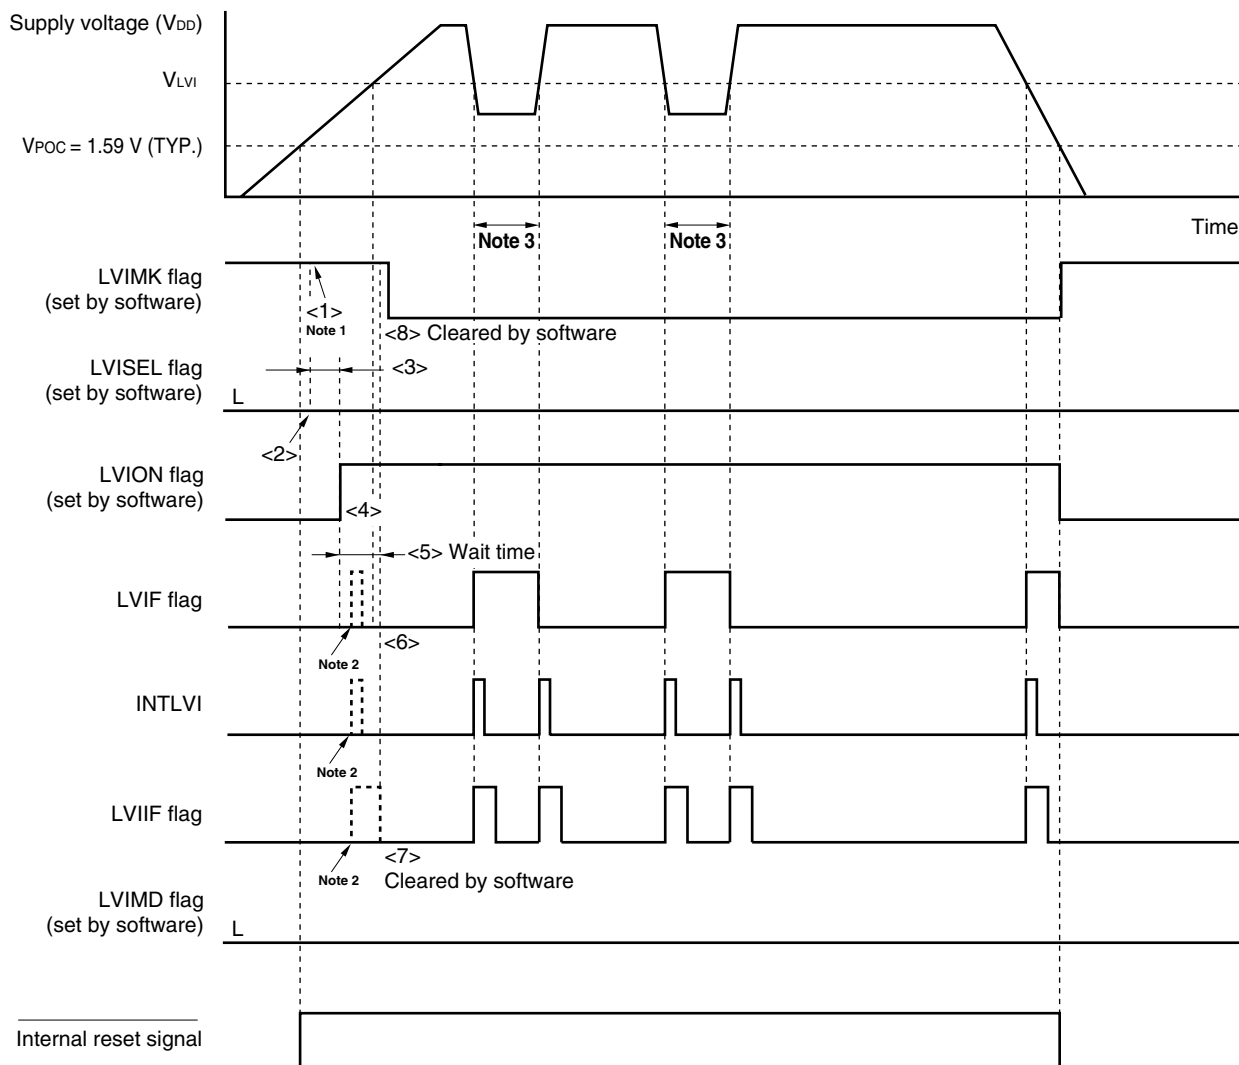 Supply voltage (VDD)
VLVI
VPOC = 1.59 V (TYP.)
Time
Note 3
Note 3
LVIMK flag
(set by software)
<1>
Note 1
<8> Cleared by software
LVISEL flag
(set by software)
L
<3>
<2>
LVION flag
(set by software)
<4>
<5> Wait time
LVIF flag
Note 2
<6>
INTLVI
Note 2
LVIIF flag
Note 2
<7>
Cleared by software
LVIMD flag
(set by software)
L
Internal reset signal